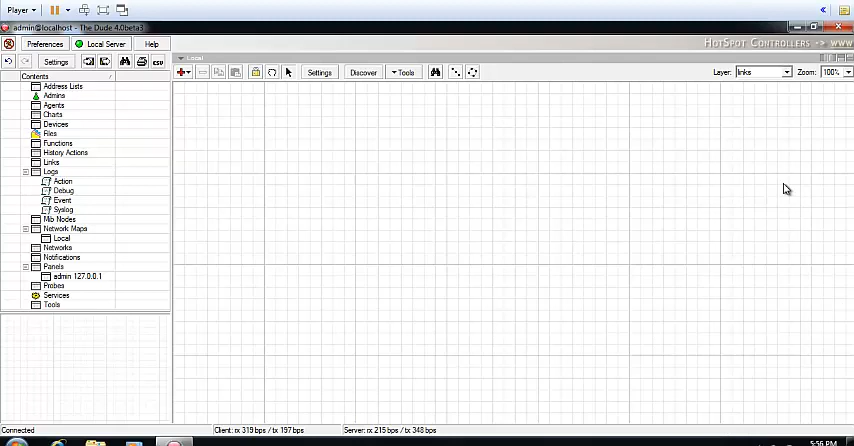 Player
admin@localhost - The Dude 4.0beta3
Preferences Local Server Help
HotSpot Controllers -> www
Settings csv
Local
Settings Discover Tools Layer: links Zoom: 100%
Contents
Address Lists
Admins
Agents
Charts
Devices
Files
Functions
History Actions
Links
Logs
Action
Debug
Event
Syslog
Mib Nodes
Network Maps
Local
Networks
Notifications
Panels
admin 127.0.0.1
Probes
Services
Tools
Connected Client: rx 319 bps / tx 197 bps Server: rx 215 bps / tx 348 bps
5:56 PM